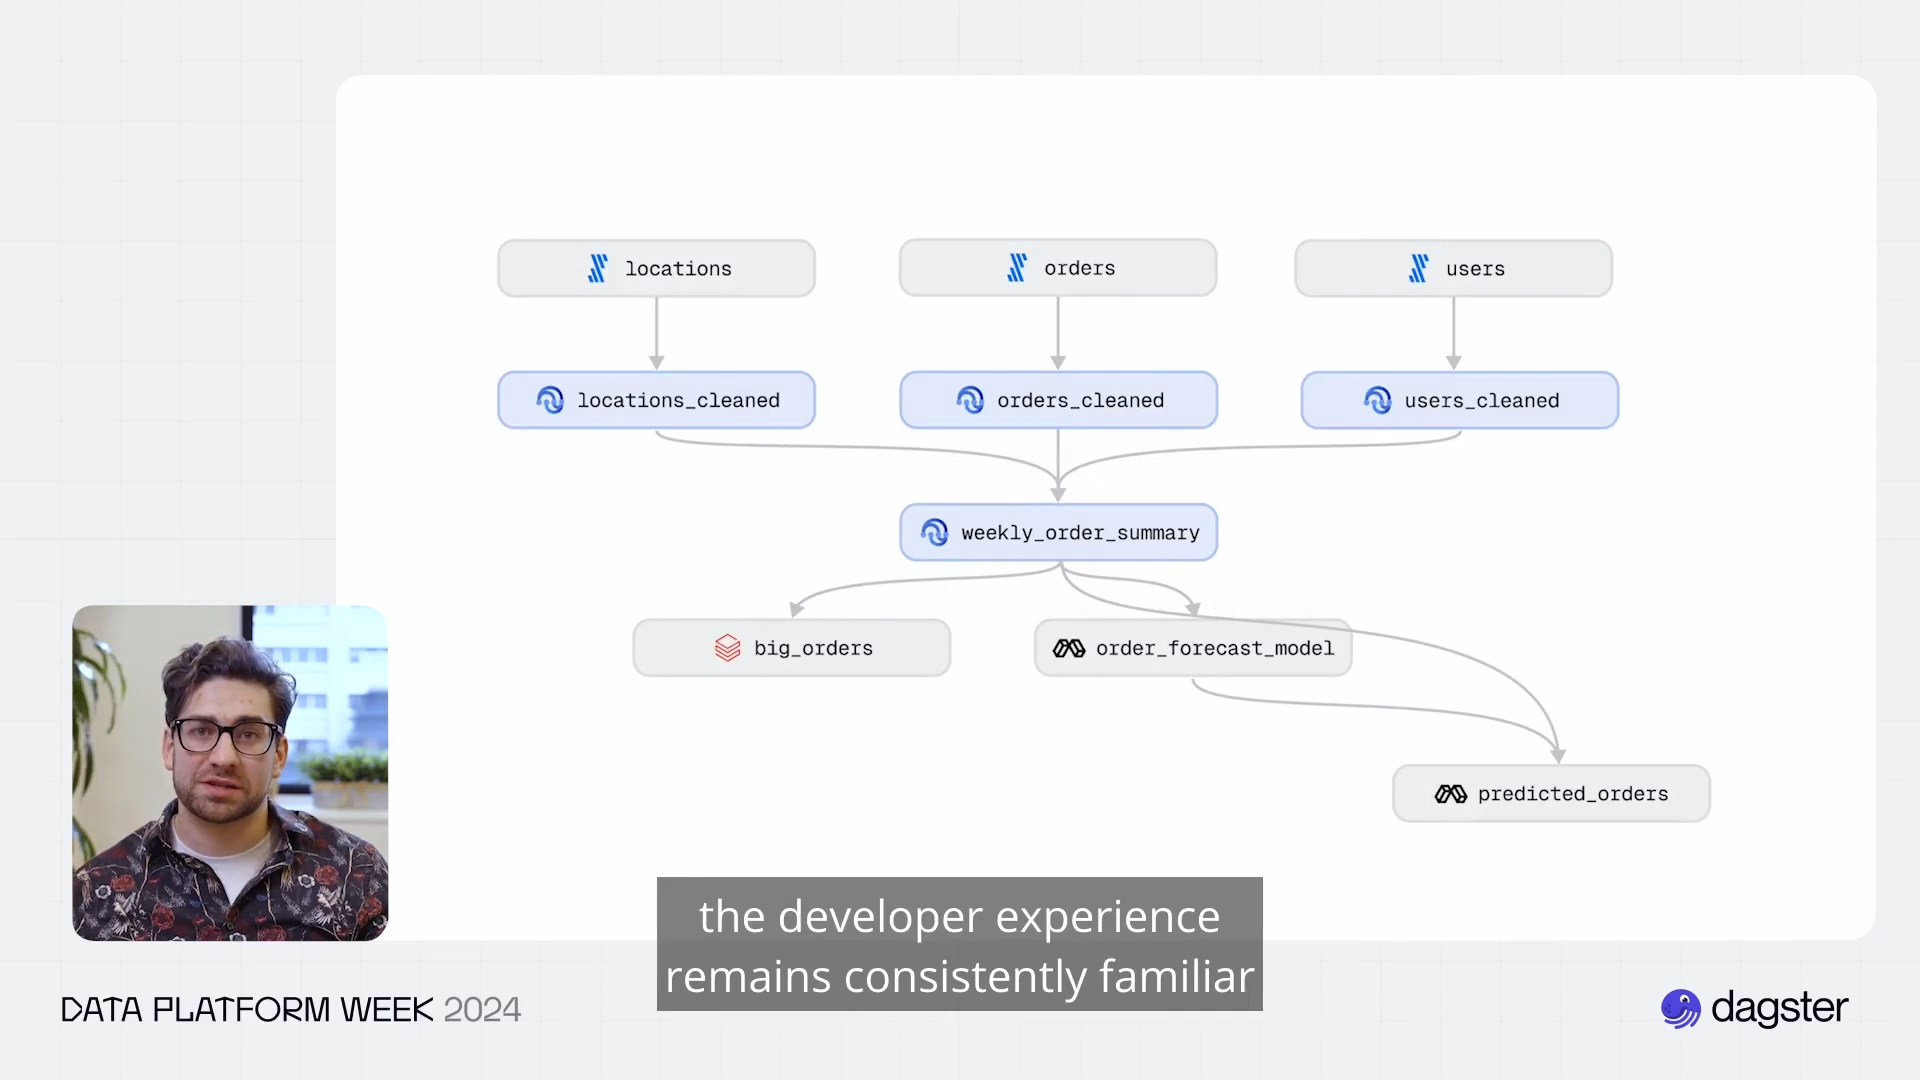 locations
orders
users
locations_cleaned
orders_cleaned
users_cleaned
weekly_order_summary
big_orders
order_forecast_model
predicted_orders
the developer experience
remains consistently familiar
DATA PLATFORM WEEK 2024
dagster